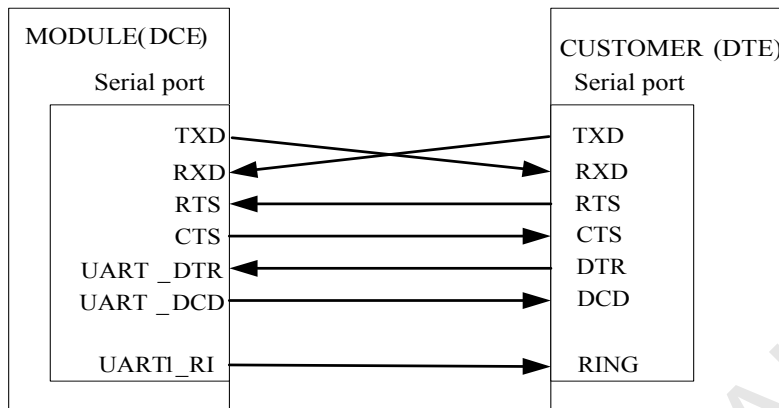 MODULE(DCE)
Serial port
TXD
RXD
RTS
CTS
UART _DTR
UART _DCD
UART1_RI
CUSTOMER (DTE)
Serial port
TXD
RXD
RTS
CTS
DTR
DCD
RING